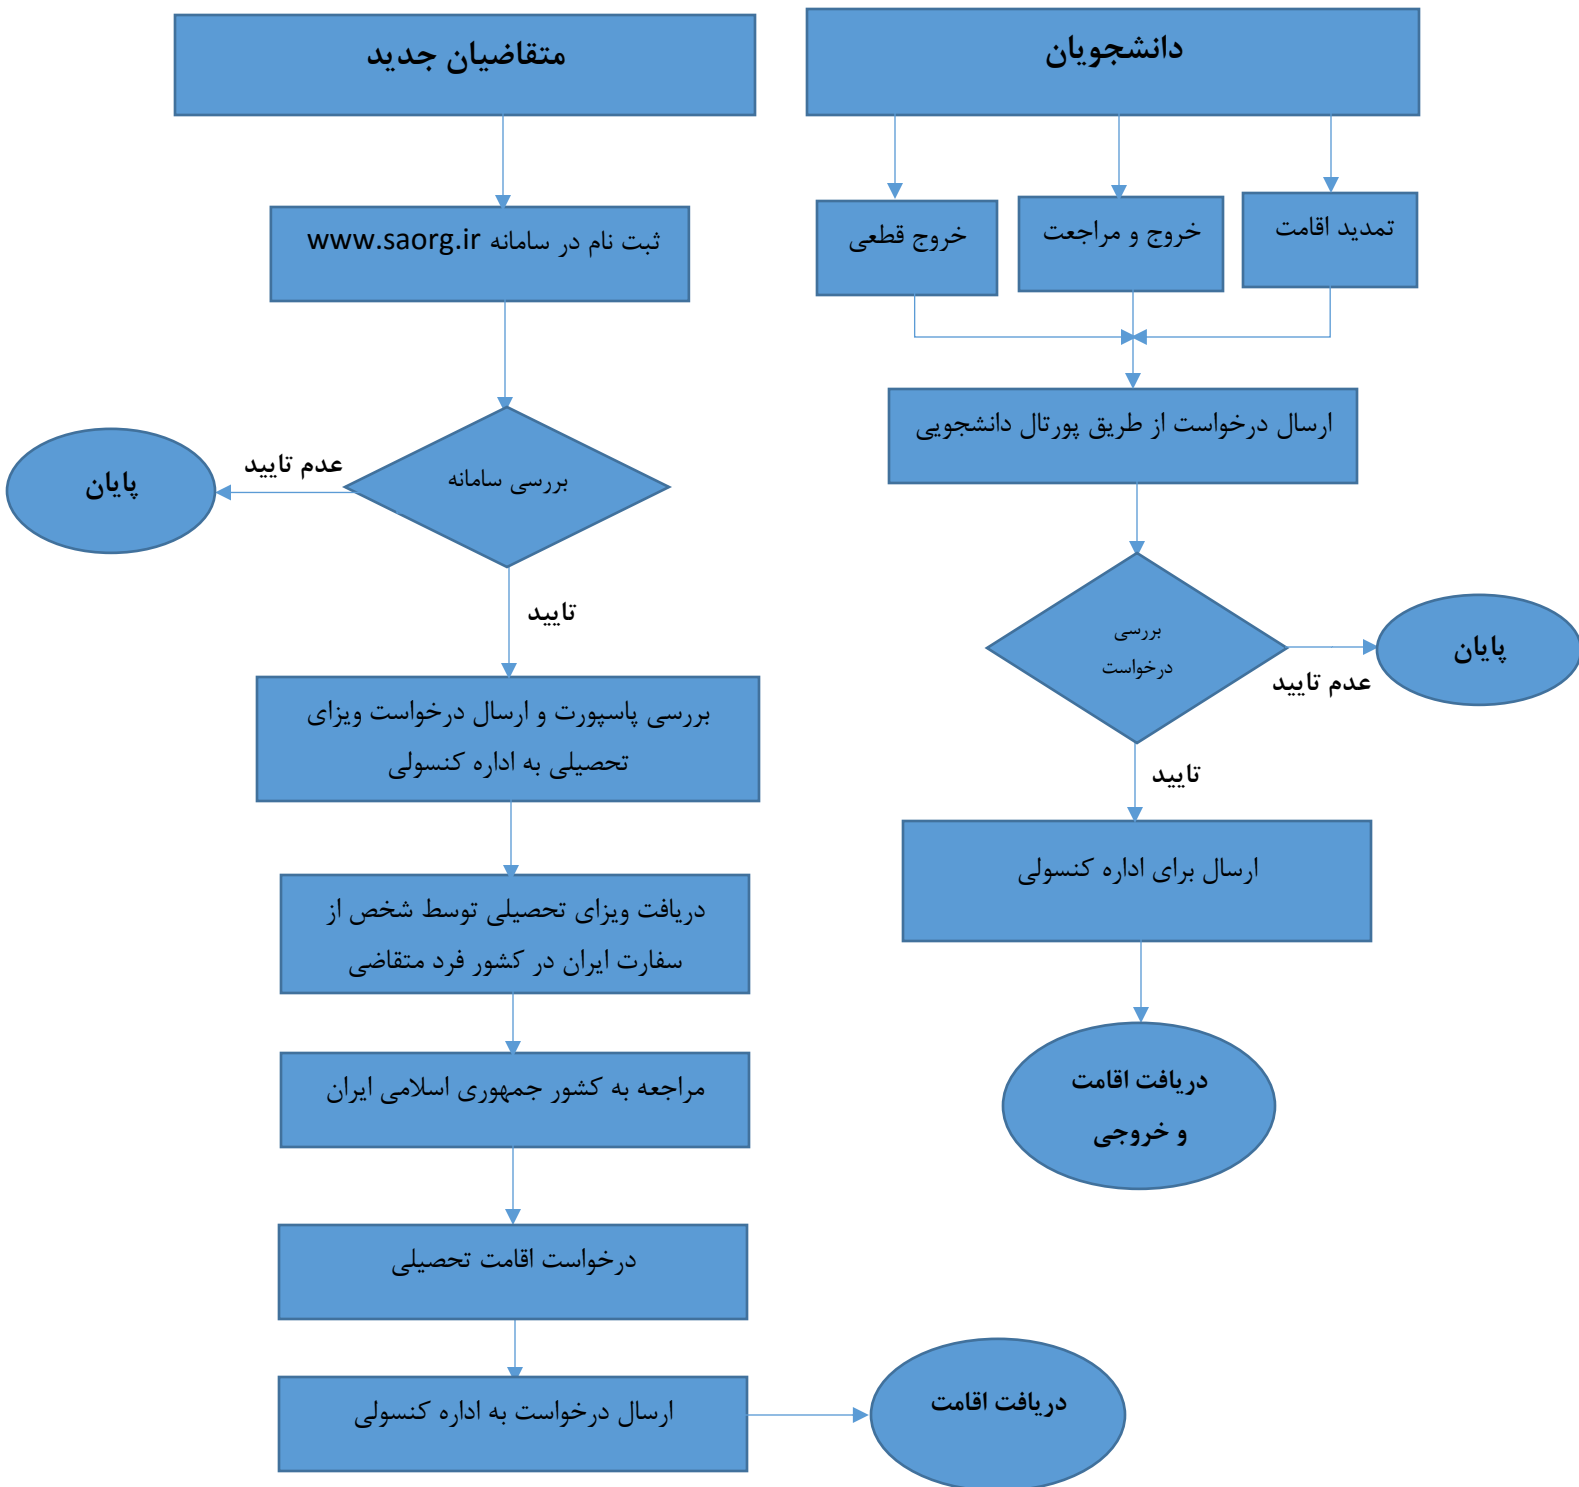 دانشجویان
تمدید اقامت
خروج و مراجعت
خروج قطعی
ارسال درخواست از طریق پورتال دانشجویی
بررسی
درخواست
عدم تایید
پایان
تایید
ارسال برای اداره کنسولی
دریافت اقامت
و خروجی
متقاضیان جدید
ثبت نام در سامانه www.saorg.ir
بررسی سامانه
عدم تایید
پایان
تایید
بررسی پاسپورت و ارسال درخواست ویزای
تحصیلی به اداره کنسولی
دریافت ویزای تحصیلی توسط شخص از
سفارت ایران در کشور فرد متقاضی
مراجعه به کشور جمهوری اسلامی ایران
درخواست اقامت تحصیلی
ارسال درخواست به اداره کنسولی
دریافت اقامت